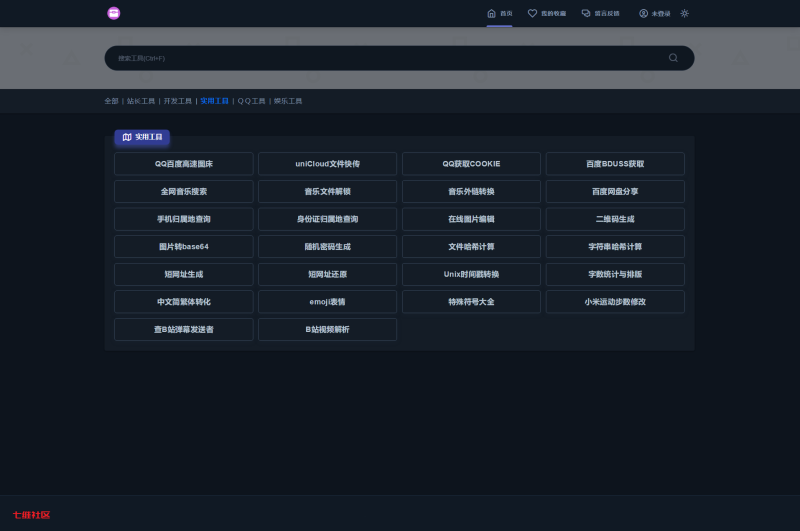 首页 我的收藏 留言反馈 未登录
搜索工具(Ctrl+F)
全部 | 站长工具 | 开发工具 | 实用工具 | QQ工具 | 娱乐工具
实用工具
QQ百度高速图床 uniCloud文件快传 QQ获取COOKIE 百度BDUSS获取
全网音乐搜索 音乐文件解锁 音乐外链转换 百度网盘分享
手机归属地查询 身份证归属地查询 在线图片编辑 二维码生成
图片转base64 随机密码生成 文件哈希计算 字符串哈希计算
短网址生成 短网址还原 Unix时间戳转换 字数统计与排版
中文简繁体转化 emoji表情 特殊符号大全 小米运动步数修改
查B站弹幕发送者 B站视频解析
七维社区